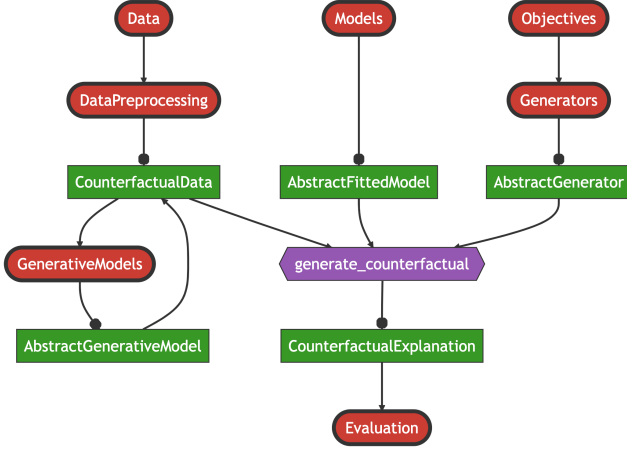 Data
Models
Objectives
DataPreprocessing
Generators
CounterfactualData
AbstractFittedModel
AbstractGenerator
GenerativeModels
generate_counterfactual
AbstractGenerativeModel
CounterfactualExplanation
Evaluation